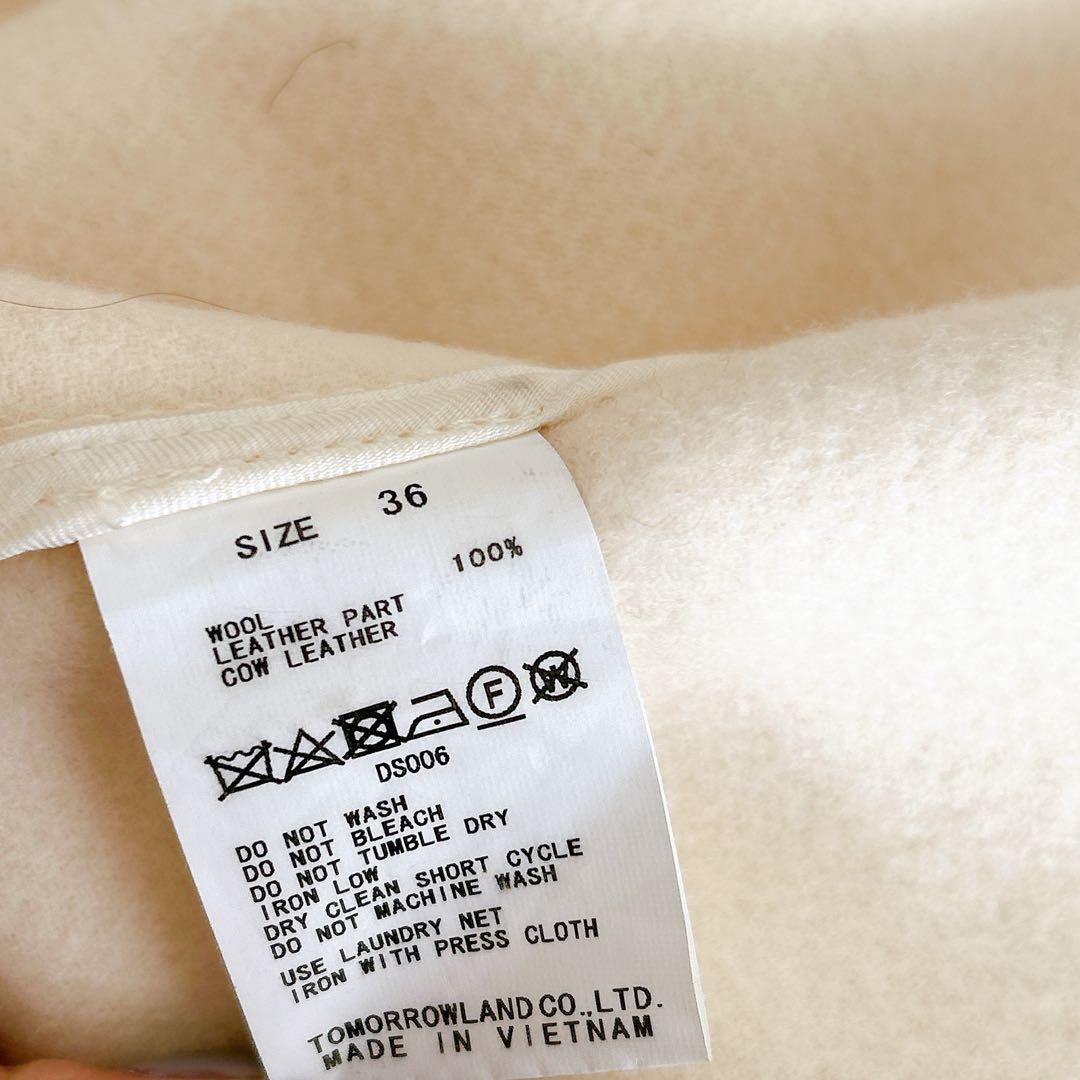 SIZE 36
100%
WOOL
LEATHER PART
COW LEATHER
F W
DS006
DO NOT WASH
DO NOT BLEACH
DO NOT TUMBLE DRY
IRON LOW
DRY CLEAN SHORT CYCLE
DO NOT MACHINE WASH
USE LAUNDRY NET
IRON WITH PRESS CLOTH
TOMORROWLAND CO.,LTD.
MADE IN VIETNAM